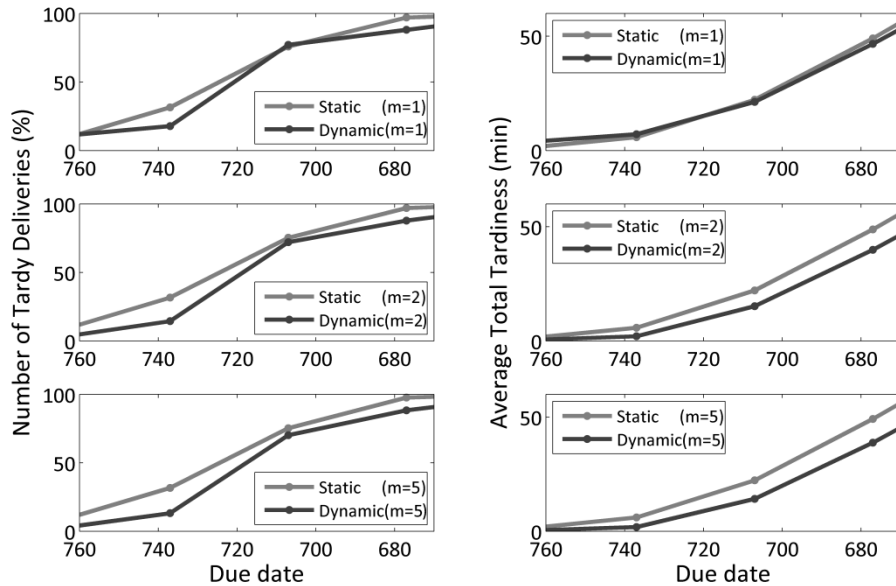 Number of Tardy Deliveries (%)
100
50
0
760 740 720 700 680
Static (m=1)
Dynamic(m=1)
100
50
0
760 740 720 700 680
Static (m=2)
Dynamic(m=2)
100
50
0
760 740 720 700 680
Static (m=5)
Dynamic(m=5)
Due date
Average Total Tardiness (min)
50
0
760 740 720 700 680
Static (m=1)
Dynamic(m=1)
50
0
760 740 720 700 680
Static (m=2)
Dynamic(m=2)
50
0
760 740 720 700 680
Static (m=5)
Dynamic(m=5)
Due date